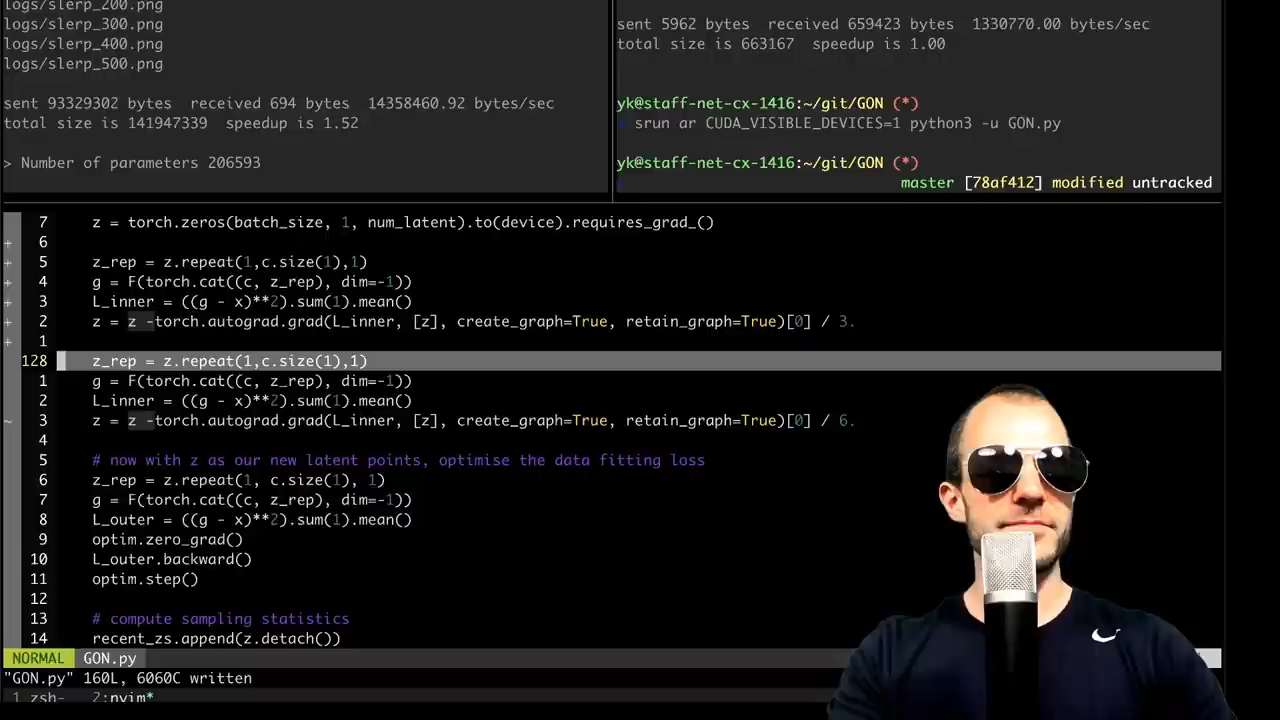 logs/slerp_200.png
logs/slerp_300.png
logs/slerp_400.png
logs/slerp_500.png
sent 93329302 bytes  received 694 bytes  14358460.92 bytes/sec
total size is 141947339  speedup is 1.52
> Number of parameters 206593
sent 5962 bytes  received 659423 bytes  1330770.00 bytes/sec
total size is 663167  speedup is 1.00
yk@staff-net-cx-1416:~/git/GON (*)
srun ar CUDA_VISIBLE_DEVICES=1 python3 -u GON.py
yk@staff-net-cx-1416:~/git/GON (*)
master [78af412] modified untracked
7 z = torch.zeros(batch_size, 1, num_latent).to(device).requires_grad_()
+ 6
+ 5 z_rep = z.repeat(1,c.size(1),1)
+ 4 g = F(torch.cat((c, z_rep), dim=-1))
+ 3 L_inner = ((g - x)**2).sum(1).mean()
+ 2 z = z -torch.autograd.grad(L_inner, [z], create_graph=True, retain_graph=True)[0] / 3.
+ 1
128 z_rep = z.repeat(1,c.size(1),1)
1 g = F(torch.cat((c, z_rep), dim=-1))
2 L_inner = ((g - x)**2).sum(1).mean()
~ 3 z = z -torch.autograd.grad(L_inner, [z], create_graph=True, retain_graph=True)[0] / 6.
4
5 # now with z as our new latent points, optimise the data fitting loss
6 z_rep = z.repeat(1, c.size(1), 1)
7 g = F(torch.cat((c, z_rep), dim=-1))
8 L_outer = ((g - x)**2).sum(1).mean()
9 optim.zero_grad()
10 L_outer.backward()
11 optim.step()
12
13 # compute sampling statistics
14 recent_zs.append(z.detach())
NORMAL GON.py
"GON.py" 160L, 6060C written
1 zsh- 2:nvim*